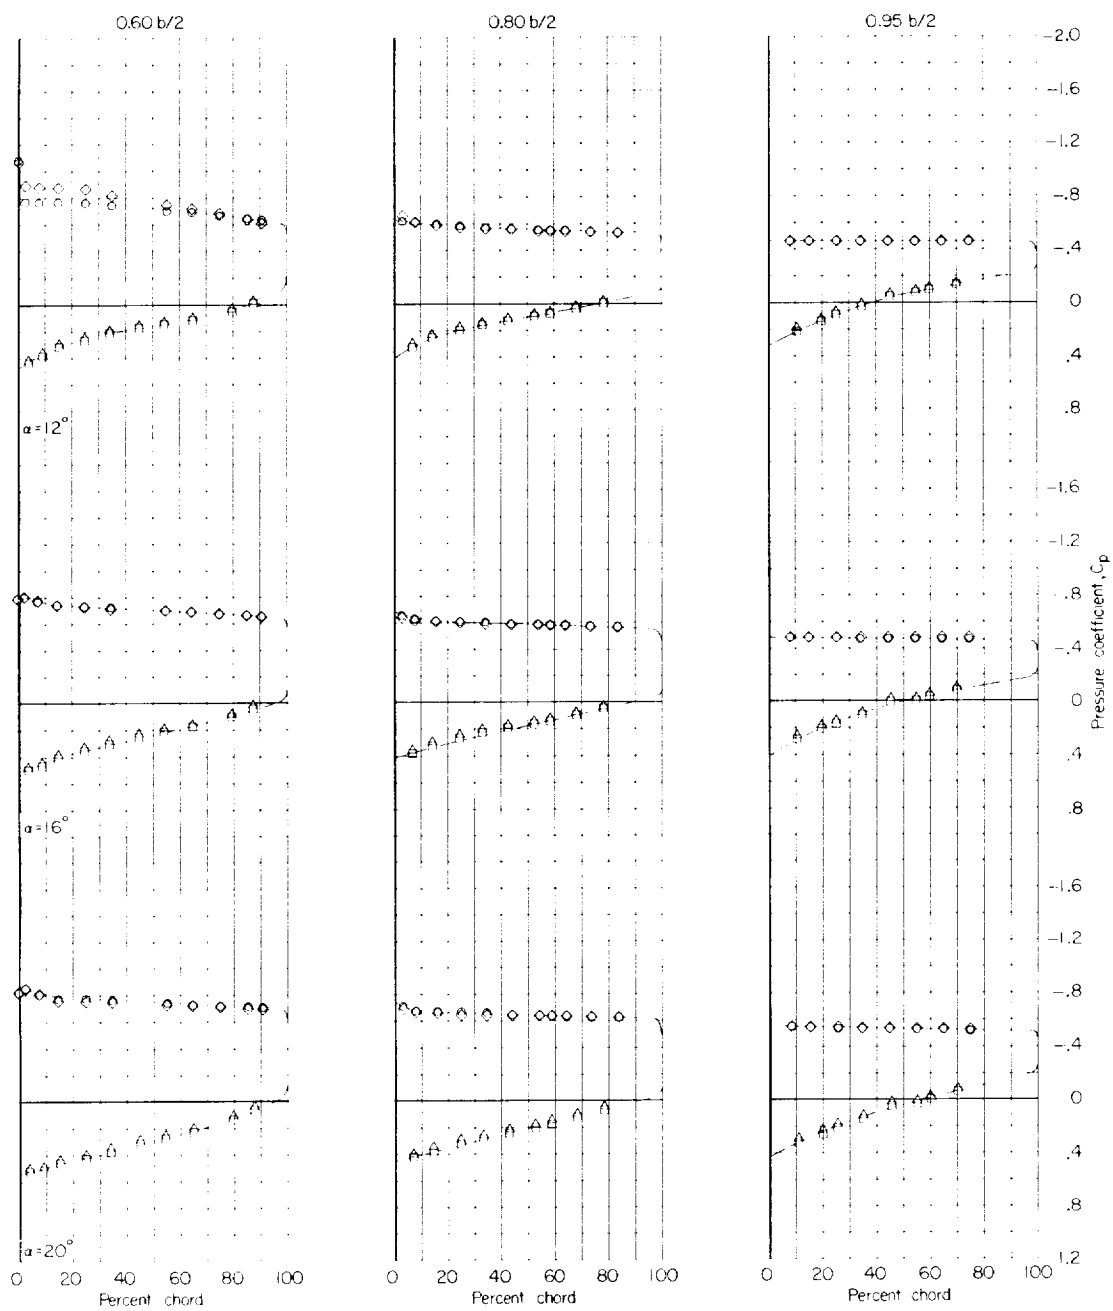 0.60 b/2
0.80 b/2
0.95 b/2
-2.0
-1.6
-1.2
-.8
-.4
0
.4
.8
-1.6
-1.2
-.8
-.4
0
.4
.8
-1.6
-1.2
-.8
-.4
0
.4
.8
1.2
Pressure coefficient, Cp
α=12°
α=16°
α=20°
0 20 40 60 80 100
0 20 40 60 80 100
0 20 40 60 80 100
Percent chord
Percent chord
Percent chord